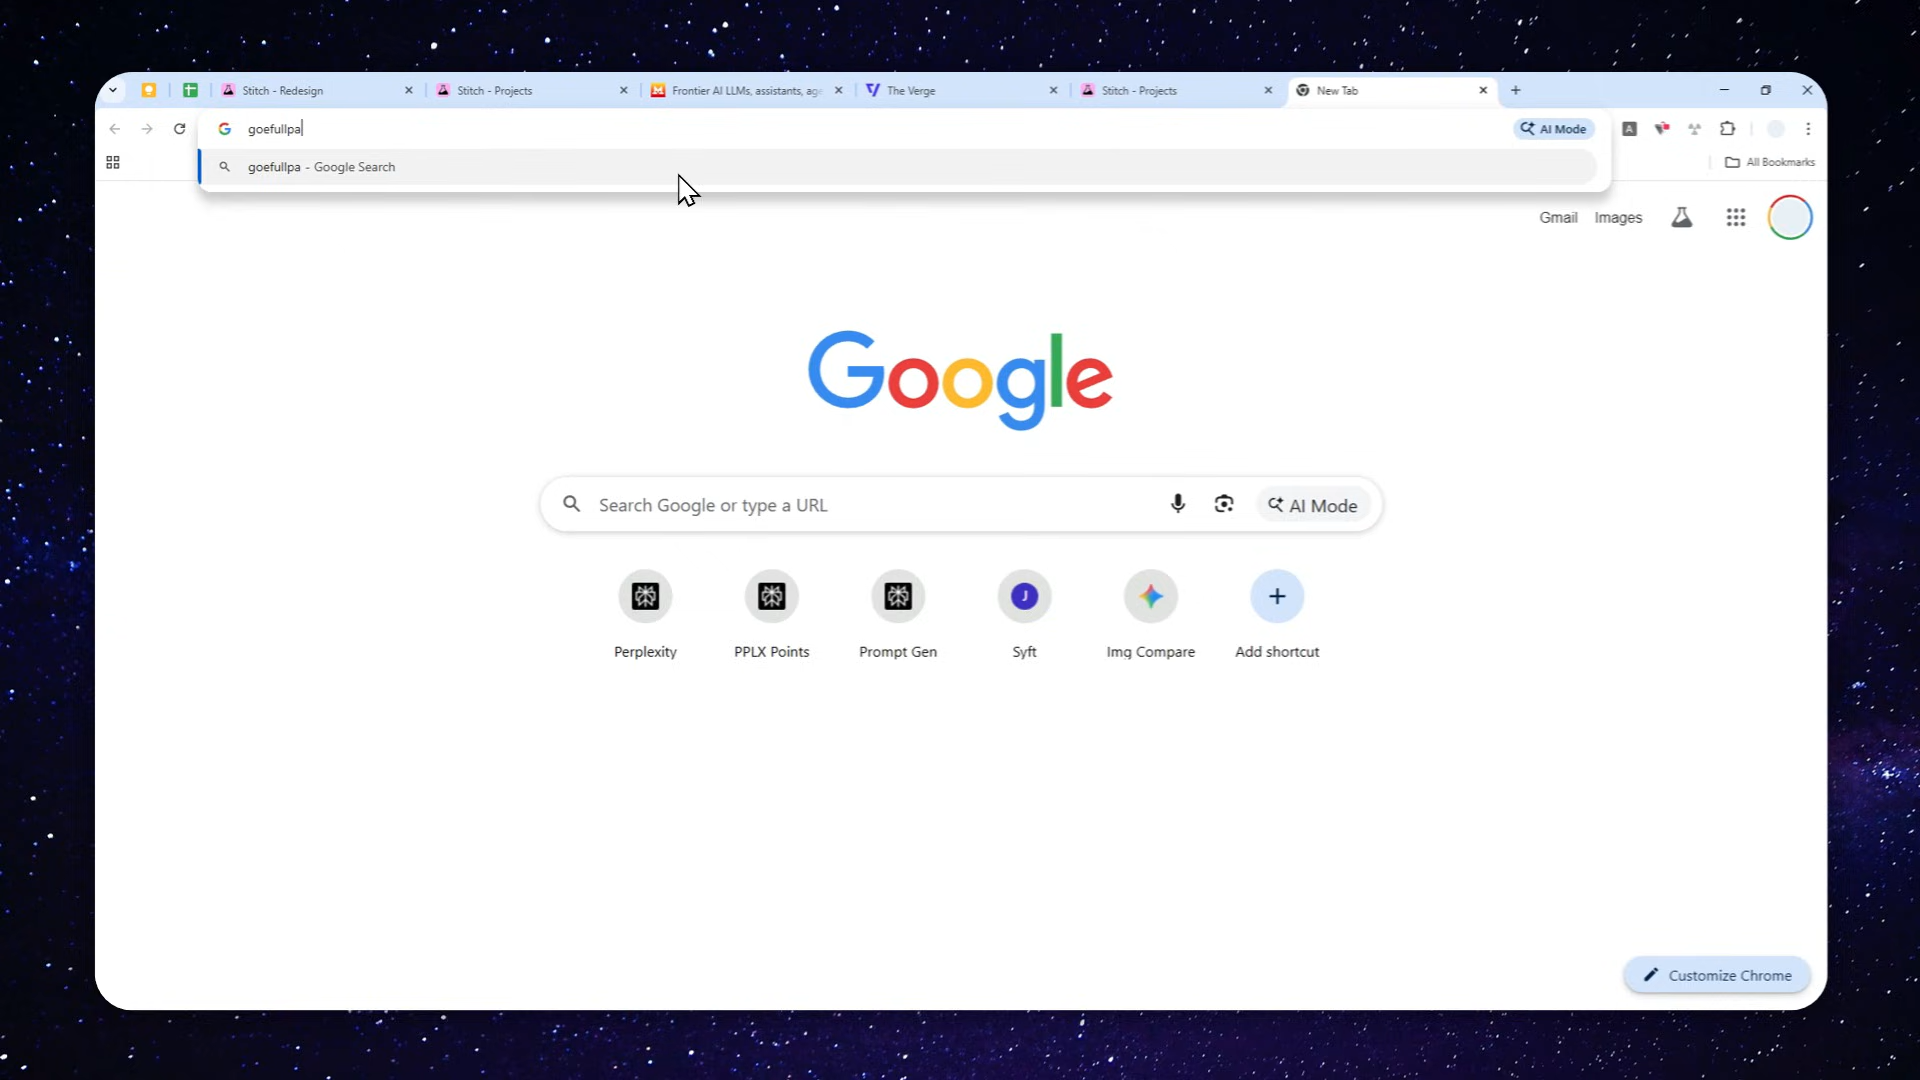 Stitch - Redesign
Stitch - Projects
Frontier AI LLMs, assistants, age
The Verge
Stitch - Projects
New Tab
goefullpa
AI Mode
A
goefullpa - Google Search
All Bookmarks
Gmail
Images
Google
Search Google or type a URL
AI Mode
J
Perplexity
PPLX Points
Prompt Gen
Syft
Img Compare
Add shortcut
Customize Chrome